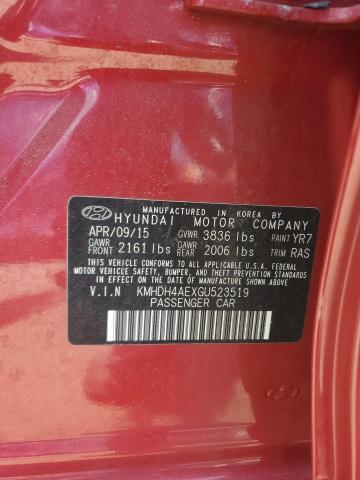 MANUFACTURED IN KOREA BY
HYUNDAI MOTOR COMPANY
APR/09/15 GVWR 3836 lbs PAINT YR7
GAWR FRONT 2161 lbs GAWR REAR 2006 lbs TRIM RAS
THIS VEHICLE CONFORMS TO ALL APPLICABLE U.S.A. FEDERAL
MOTOR VEHICLE SAFETY, BUMPER, AND THEFT PREVENTION STANDARDS
IN EFFECT ON THE DATE OF MANUFACTURE SHOWN ABOVE.
V.I.N KMHDH4AEXGU523519
PASSENGER CAR